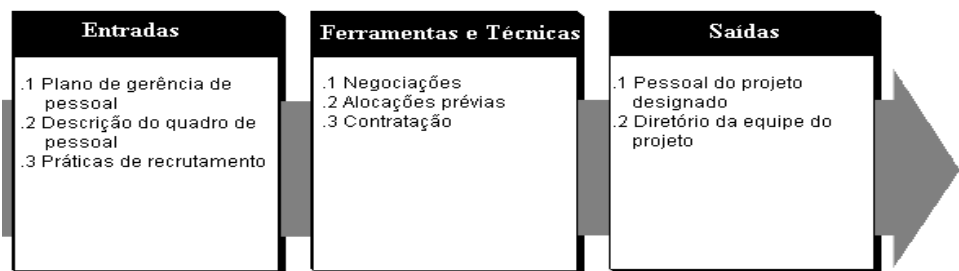 Entradas
.1 Plano de gerência de
pessoal
.2 Descrição do quadro de
pessoal
.3 Práticas de recrutamento
Ferramentas e Técnicas
.1 Negociações
.2 Alocações prévias
.3 Contratação
Saídas
.1 Pessoal do projeto
designado
.2 Diretório da equipe do
projeto